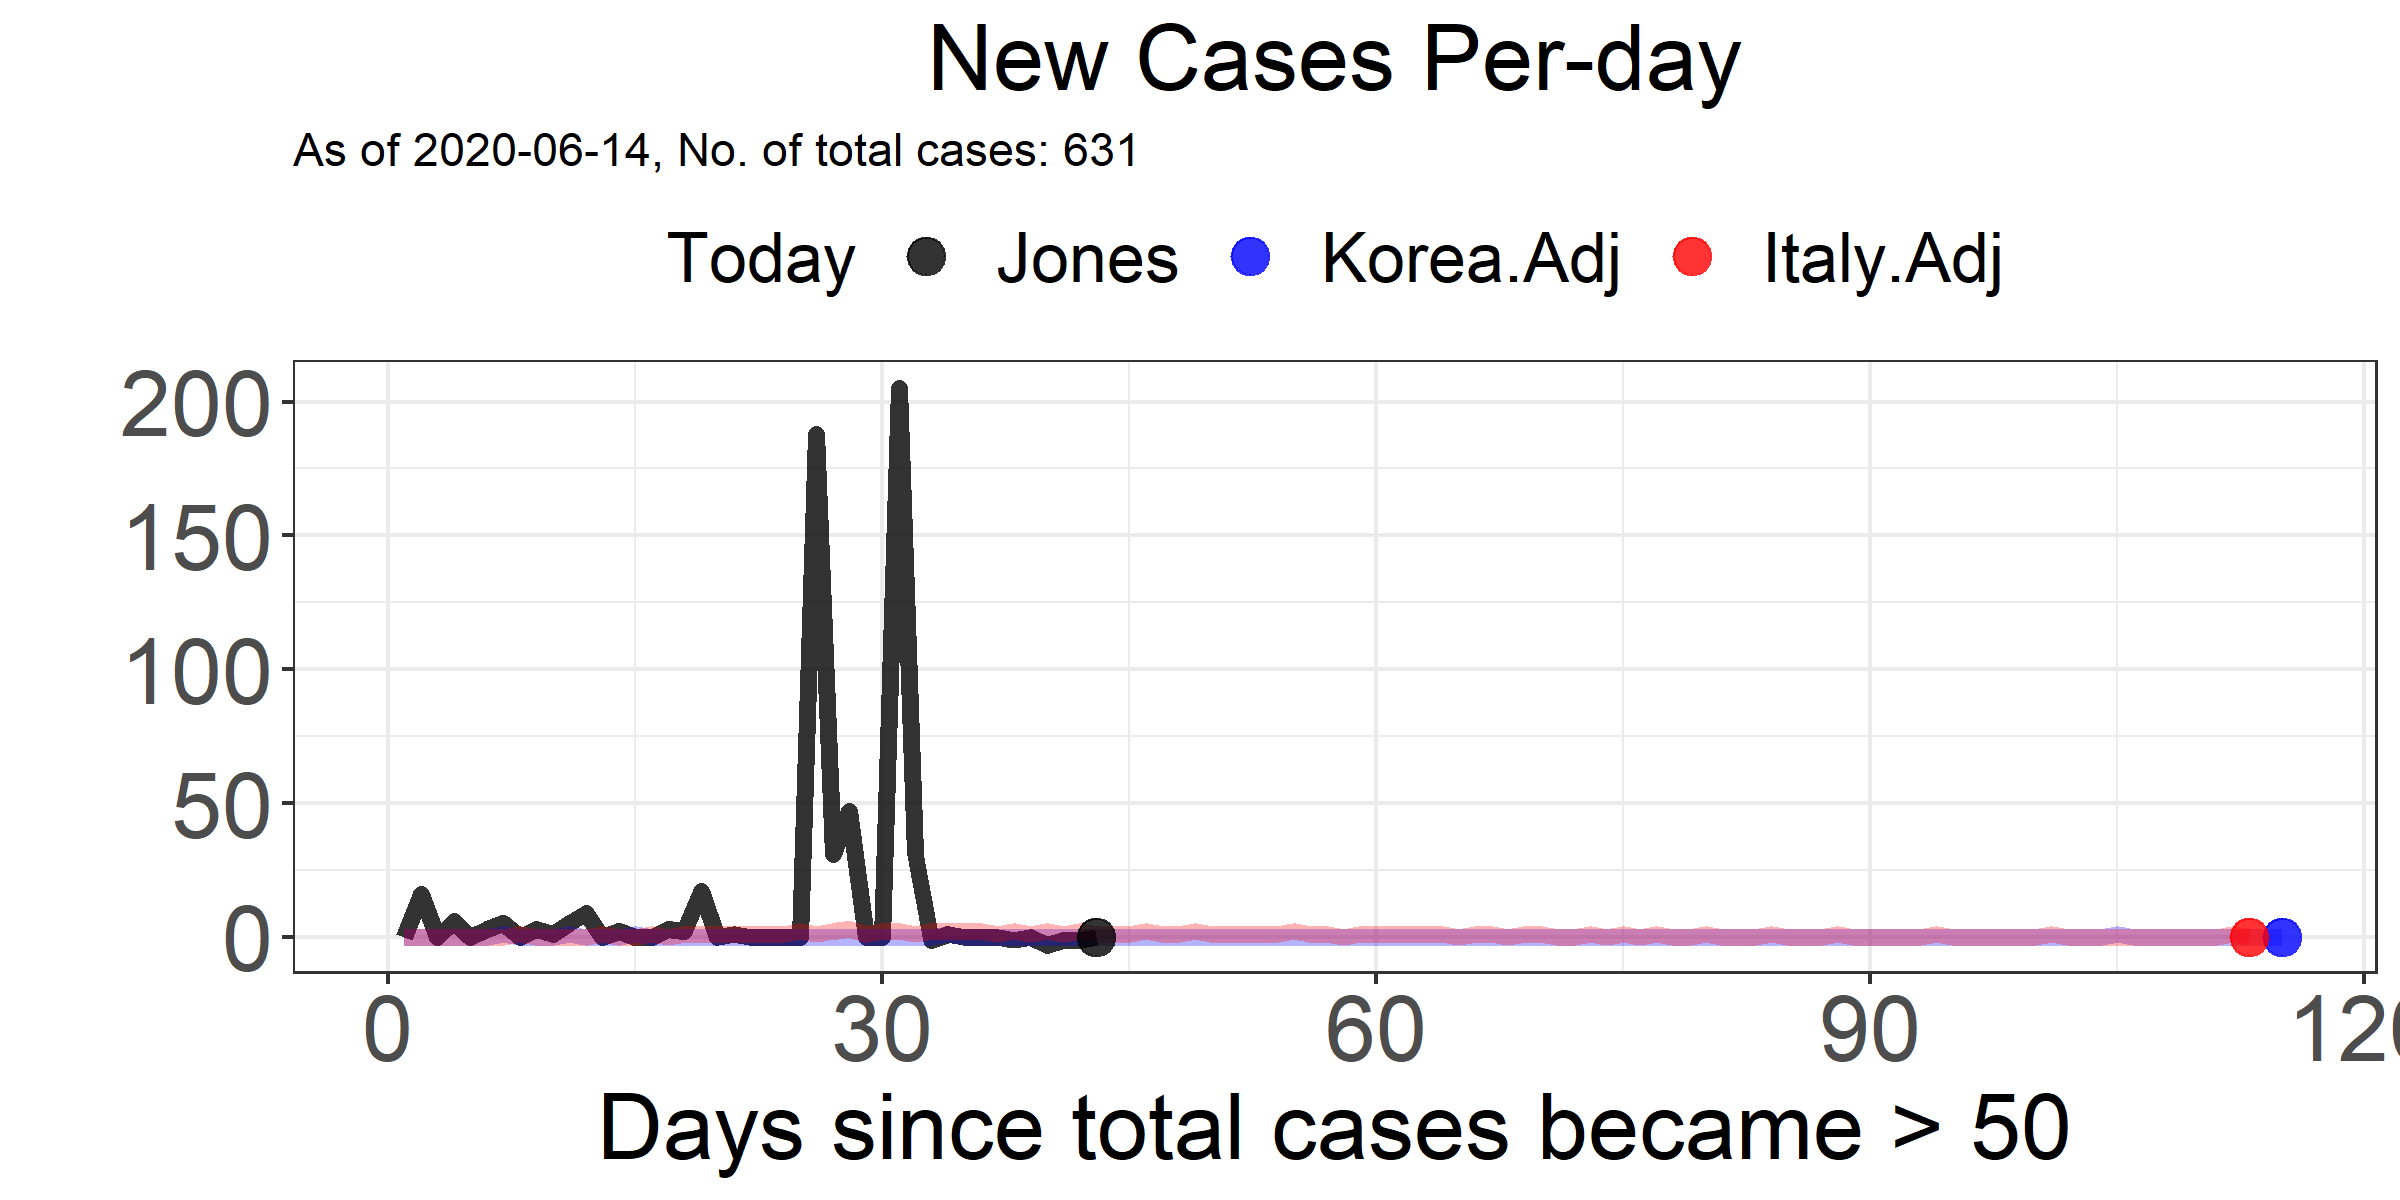 New Cases Per-day
As of 2020-06-14, No. of total cases: 631
Today Jones Korea.Adj Italy.Adj
200
150
100
50
0
0 30 60 90 120
Days since total cases became > 50